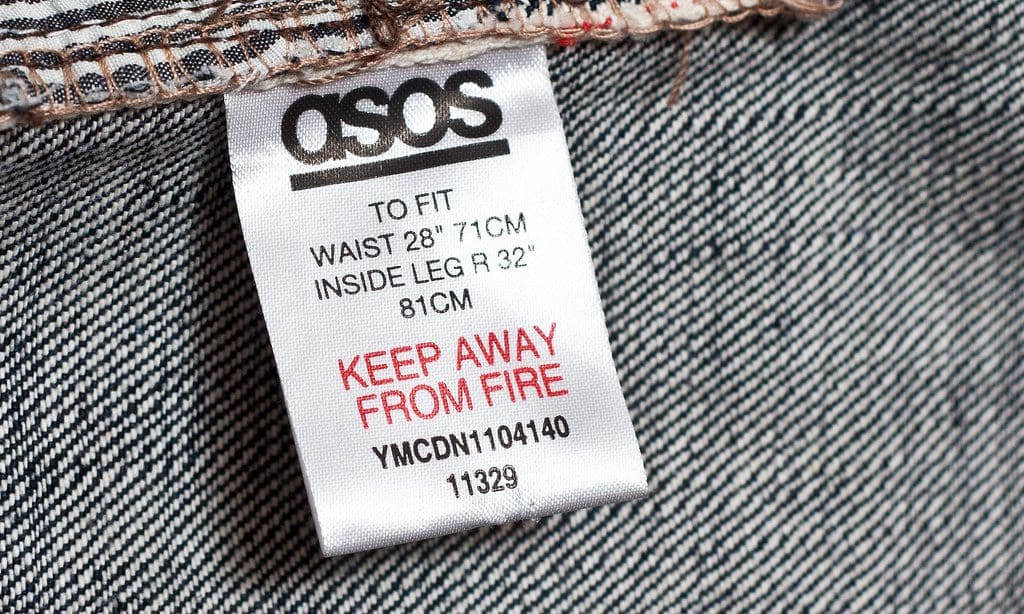 asos
TO FIT
WAIST 28" 71CM
INSIDE LEG R 32"
81CM
KEEP AWAY
FROM FIRE
YMCDN1104140
11329